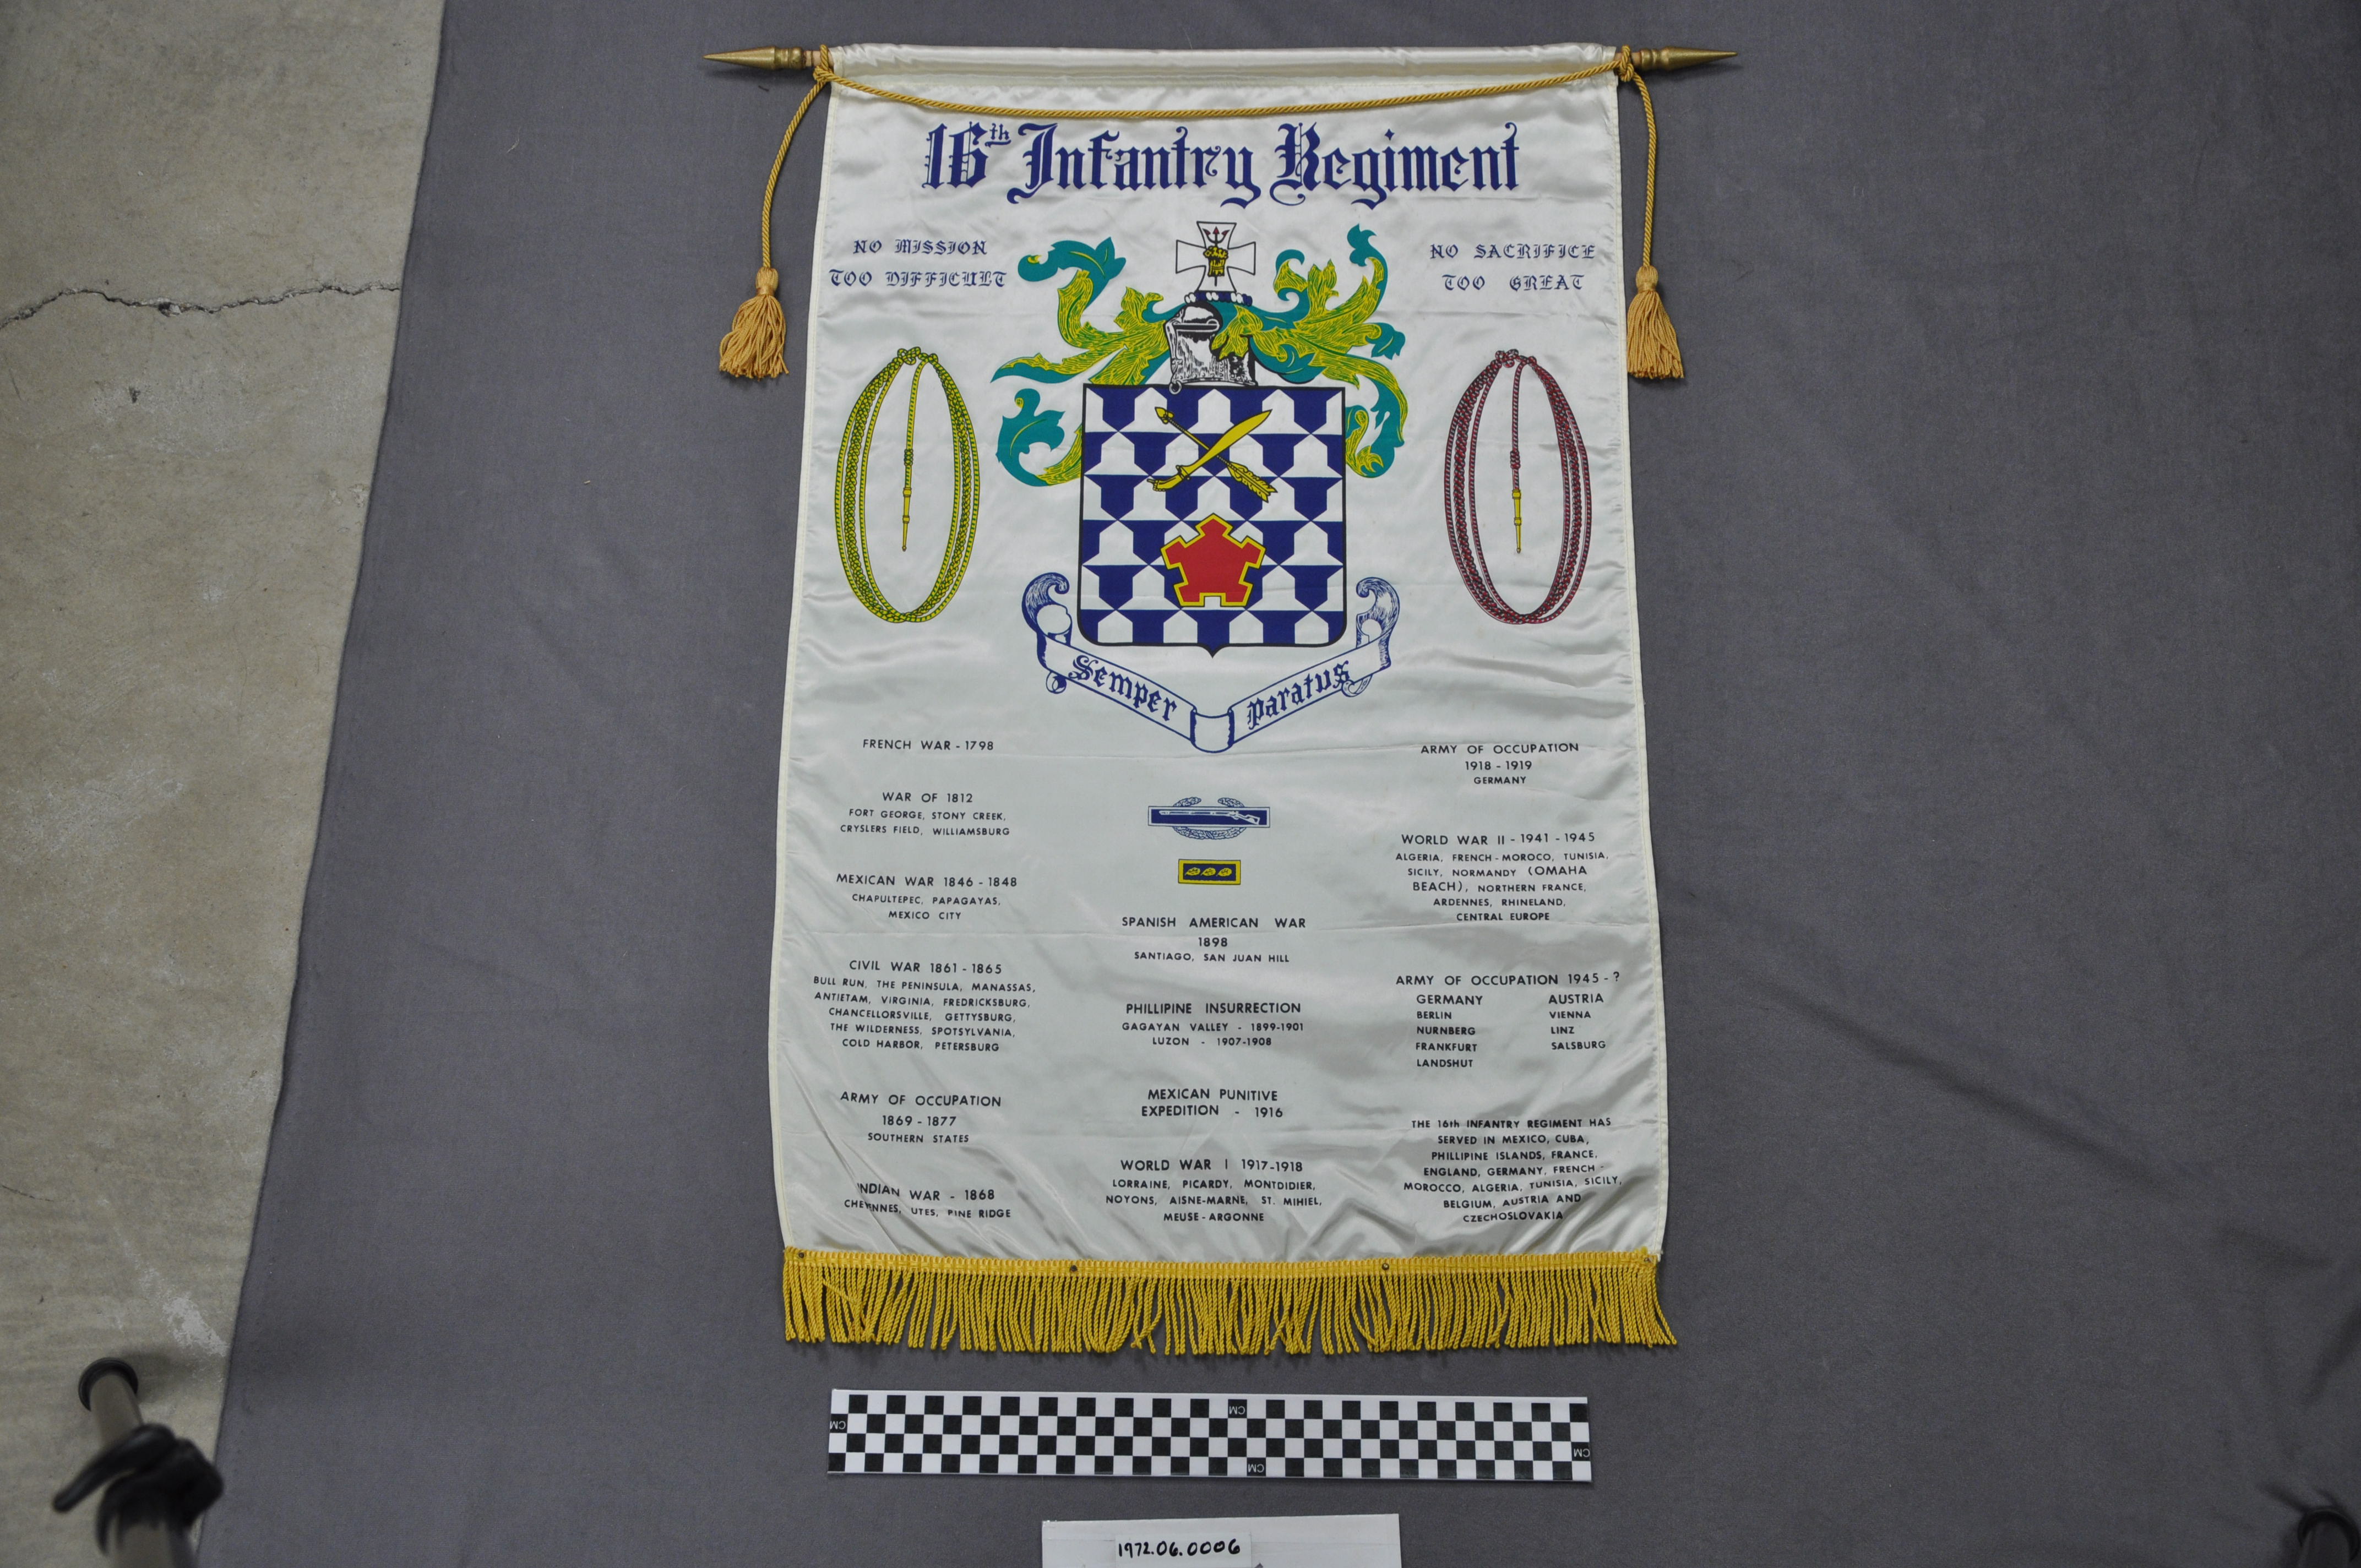 16th Infantry Regiment
NO MISSION
TOO DIFFICULT
NO SACRIFICE
TOO GREAT
Semper paratus
FRENCH WAR - 1798
WAR OF 1812
FORT GEORGE, STONY CREEK,
CRYSLERS FIELD, WILLIAMSBURG
MEXICAN WAR 1846 - 1848
CHAPULTEPEC, PAPAGAYAS,
MEXICO CITY
CIVIL WAR 1861 - 1865
BULL RUN, THE PENINSULA, MANASSAS,
ANTIETAM, VIRGINIA, FREDRICKSBURG,
CHANCELLORSVILLE, GETTYSBURG,
THE WILDERNESS, SPOTSYLVANIA,
COLD HARBOR, PETERSBURG
ARMY OF OCCUPATION
1869 - 1877
SOUTHERN STATES
INDIAN WAR - 1868
CHEYENNES, UTES, PINE RIDGE
SPANISH AMERICAN WAR
1898
SANTIAGO, SAN JUAN HILL
PHILLIPINE INSURRECTION
GAGAYAN VALLEY - 1899-1901
LUZON - 1907-1908
MEXICAN PUNITIVE
EXPEDITION - 1916
WORLD WAR I 1917-1918
LORRAINE, PICARDY, MONTDIDIER,
NOYONS, AISNE-MARNE, ST. MIHIEL,
MEUSE-ARGONNE
ARMY OF OCCUPATION
1918 - 1919
GERMANY
WORLD WAR II - 1941 - 1945
ALGERIA, FRENCH-MOROCO, TUNISIA,
SICILY, NORMANDY (OMAHA
BEACH), NORTHERN FRANCE,
ARDENNES, RHINELAND,
CENTRAL EUROPE
ARMY OF OCCUPATION 1945 - ?
GERMANY AUSTRIA
BERLIN VIENNA
NURNBERG LINZ
FRANKFURT SALSBURG
LANDSHUT
THE 16th INFANTRY REGIMENT HAS
SERVED IN MEXICO, CUBA,
PHILLIPINE ISLANDS, FRANCE,
ENGLAND, GERMANY, FRENCH -
MOROCCO, ALGERIA, TUNISIA, SICILY,
BELGIUM, AUSTRIA AND
CZECHOSLOVAKIA
CM
CM
CM
CM
1972.06.0006